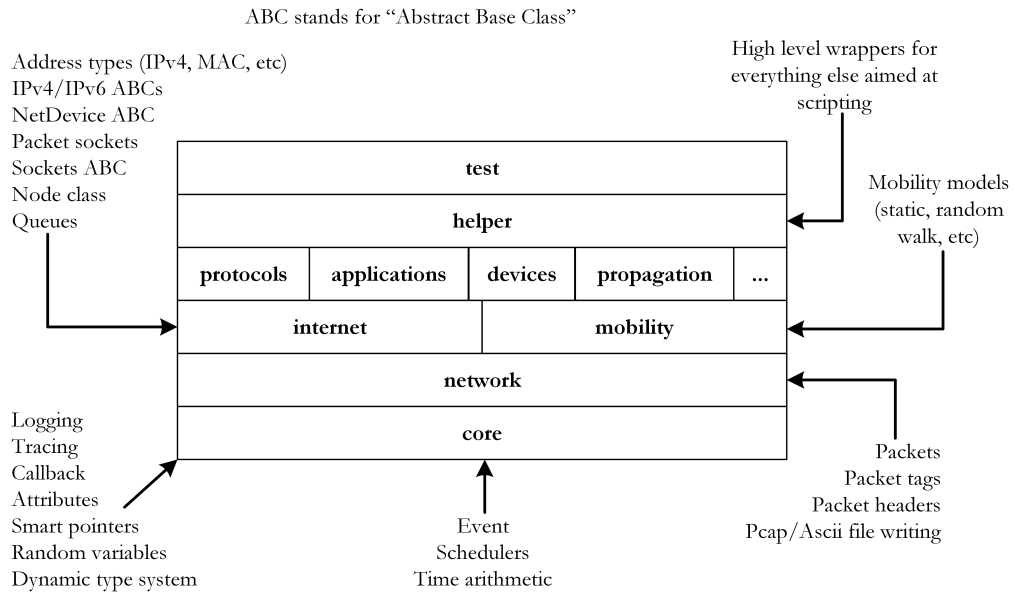 ABC stands for “Abstract Base Class”
Address types (IPv4, MAC, etc)
IPv4/IPv6 ABCs
NetDevice ABC
Packet sockets
Sockets ABC
Node class
Queues
High level wrappers for
everything else aimed at
scripting
Mobility models
(static, random
walk, etc)
test
helper
protocols applications devices propagation ...
internet mobility
network
core
Logging
Tracing
Callback
Attributes
Smart pointers
Random variables
Dynamic type system
Event
Schedulers
Time arithmetic
Packets
Packet tags
Packet headers
Pcap/Ascii file writing